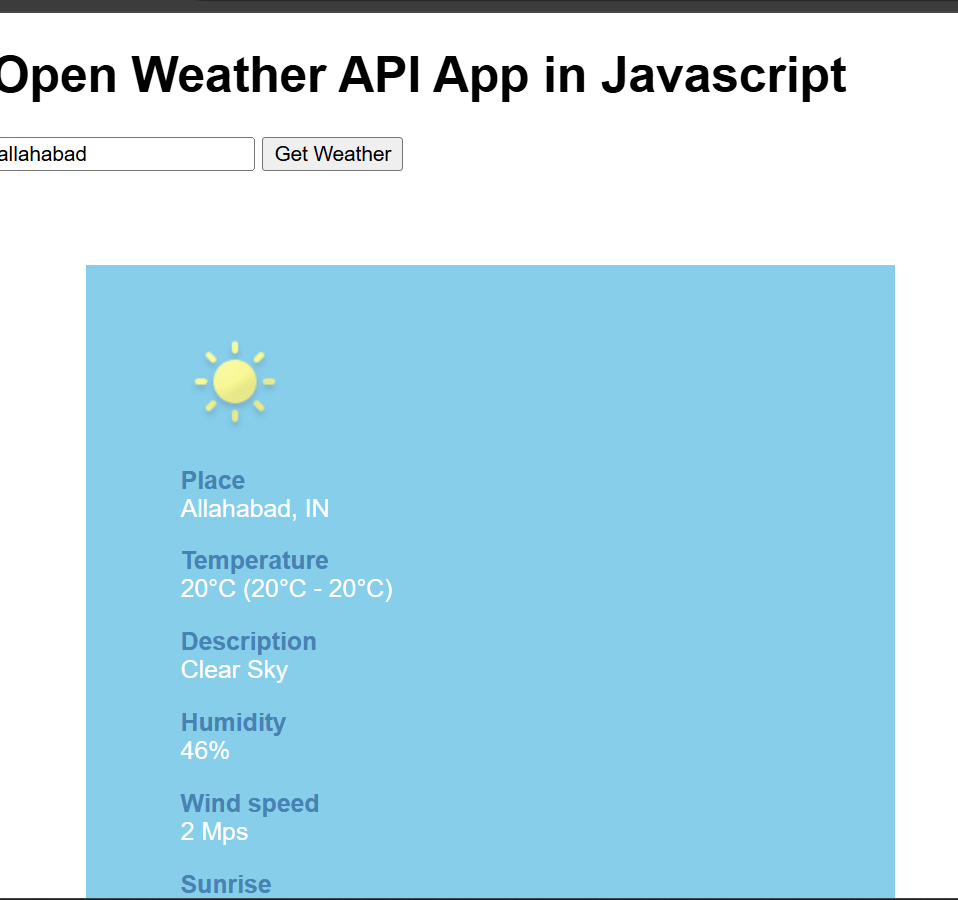 Open Weather API App in Javascript
allahabad
Get Weather
Place
Allahabad, IN
Temperature
20°C (20°C - 20°C)
Description
Clear Sky
Humidity
46%
Wind speed
2 Mps
Sunrise